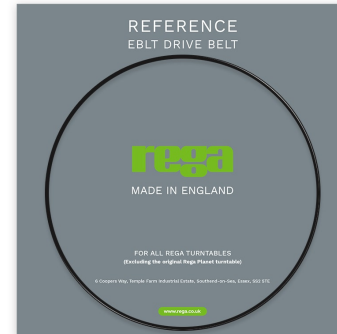 REFERENCE
EBLT DRIVE BELT
rega
MADE IN ENGLAND
FOR ALL REGA TURNTABLES
(Excluding the original Rega Planet turntable)
6 Coopers Way, Temple Farm Industrial Estate, Southend-on-Sea, Essex, SS2 5TE
www.rega.co.uk